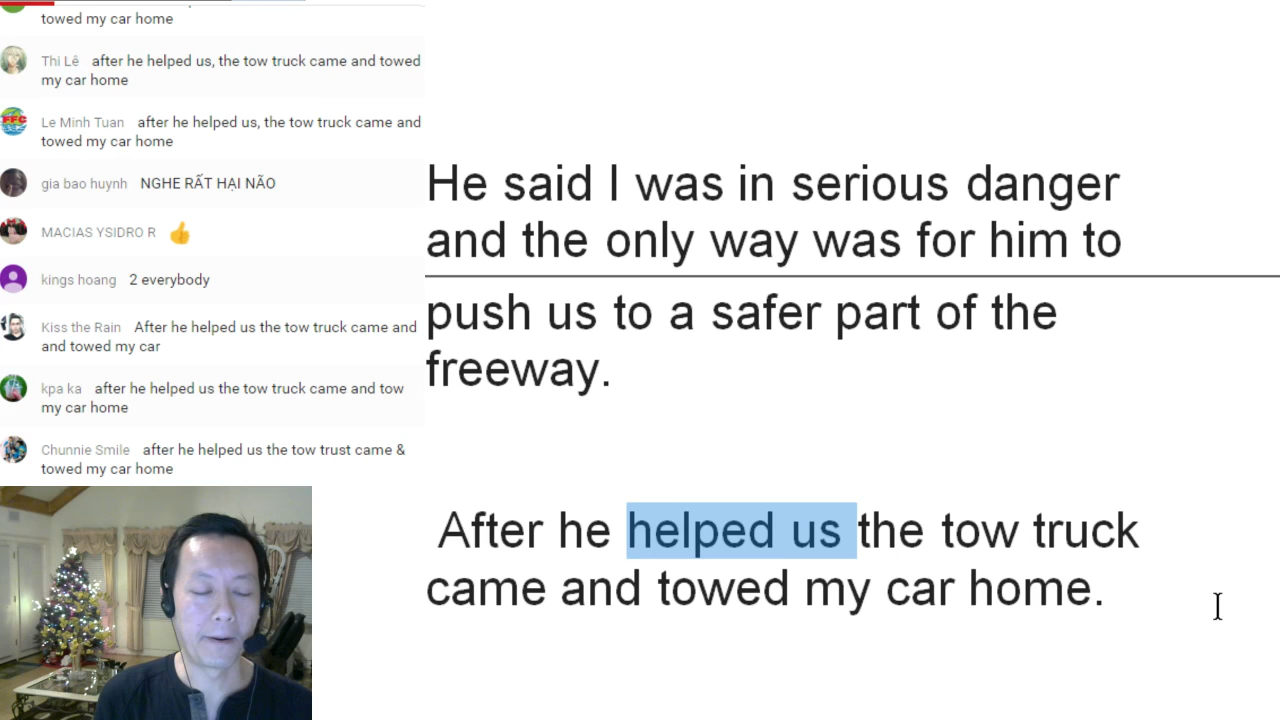 towed my car home
Thi Lê after he helped us, the tow truck came and towed
my car home
Le Minh Tuan after he helped us, the tow truck came and
towed my car home
gia bao huynh NGHE RẤT HẠI NÃO
MACIAS YSIDRO R 👍
kings hoang 2 everybody
Kiss the Rain After he helped us the tow truck came and
and towed my car
kpa ka after he helped us the tow truck came and tow
my car home
Chunnie Smile after he helped us the tow trust came &
towed my car home
He said I was in serious danger
and the only way was for him to
push us to a safer part of the
freeway.
After he helped us the tow truck
came and towed my car home.